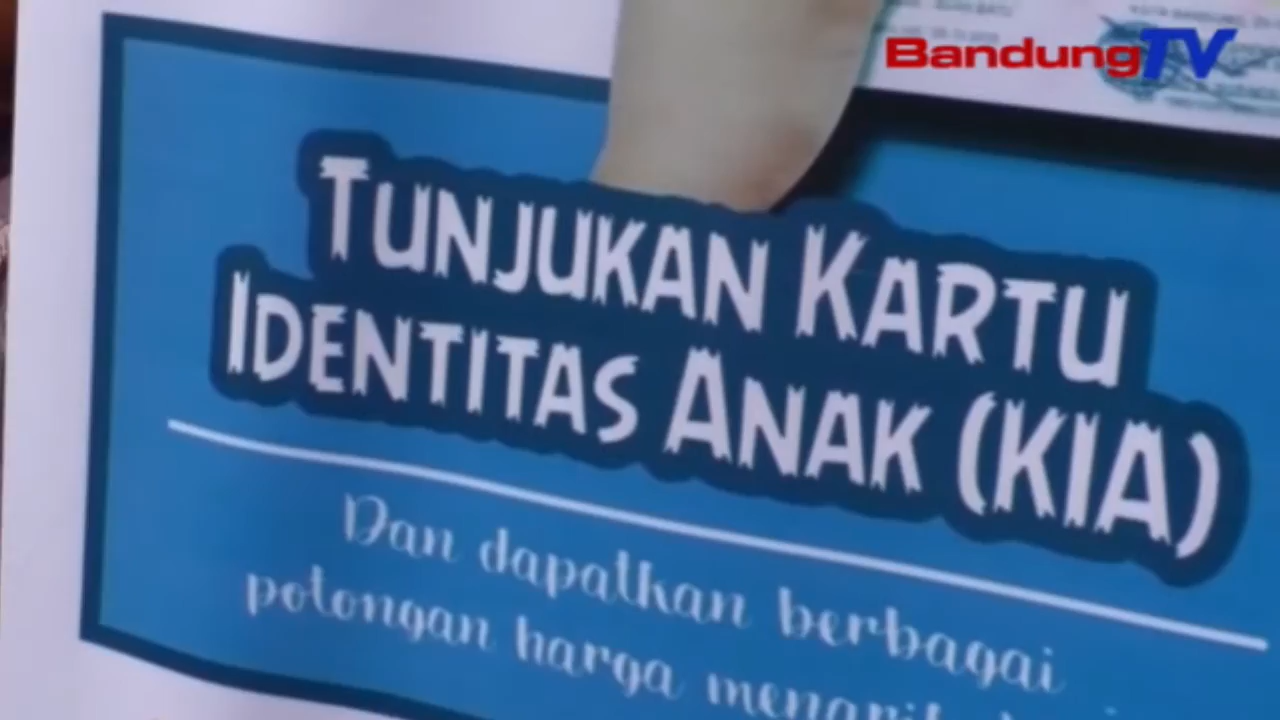 BandungTV
TUNJUKAN KARTU
IDENTITAS ANAK (KIA)
Dan dapatkan berbagai
potongan harga